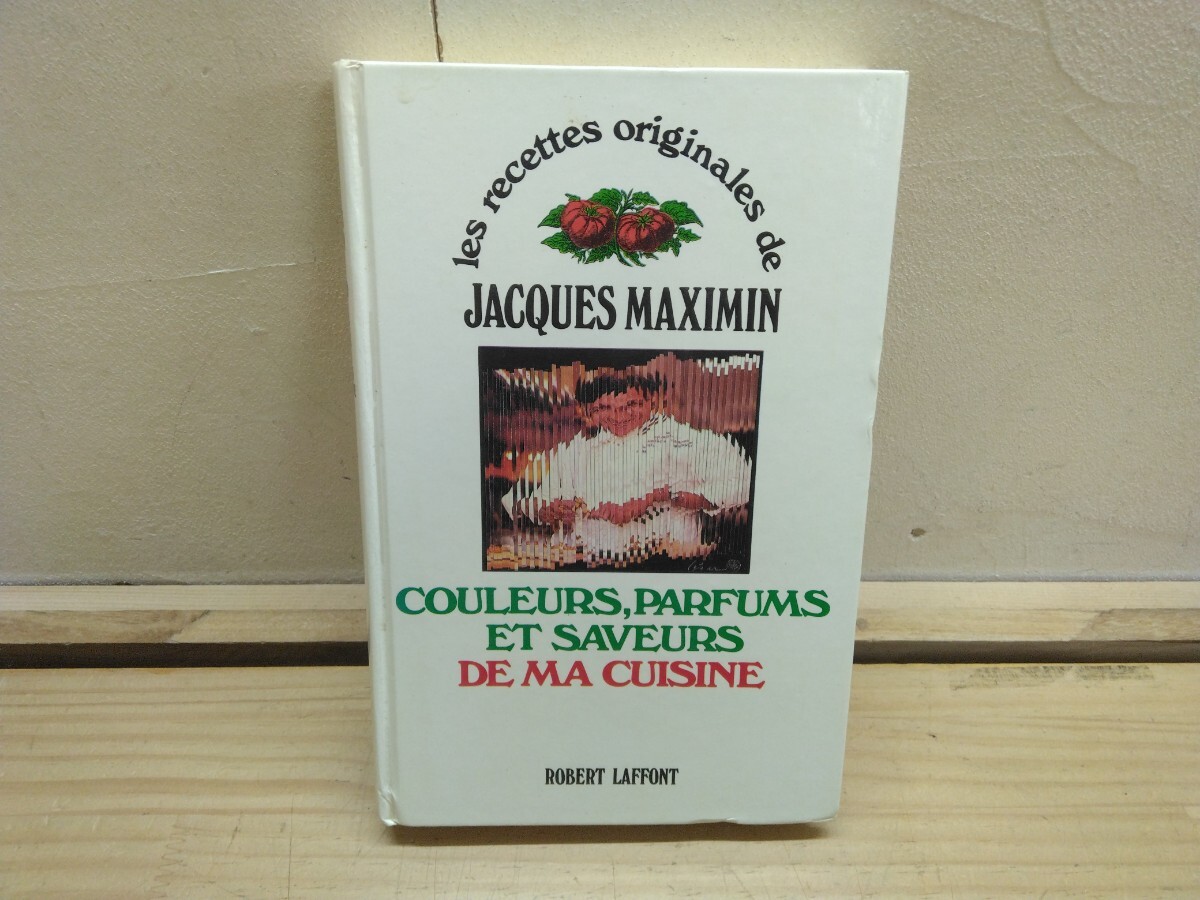 les recettes originales de
JACQUES MAXIMIN
COULEURS, PARFUMS
ET SAVEURS
DE MA CUISINE
ROBERT LAFFONT